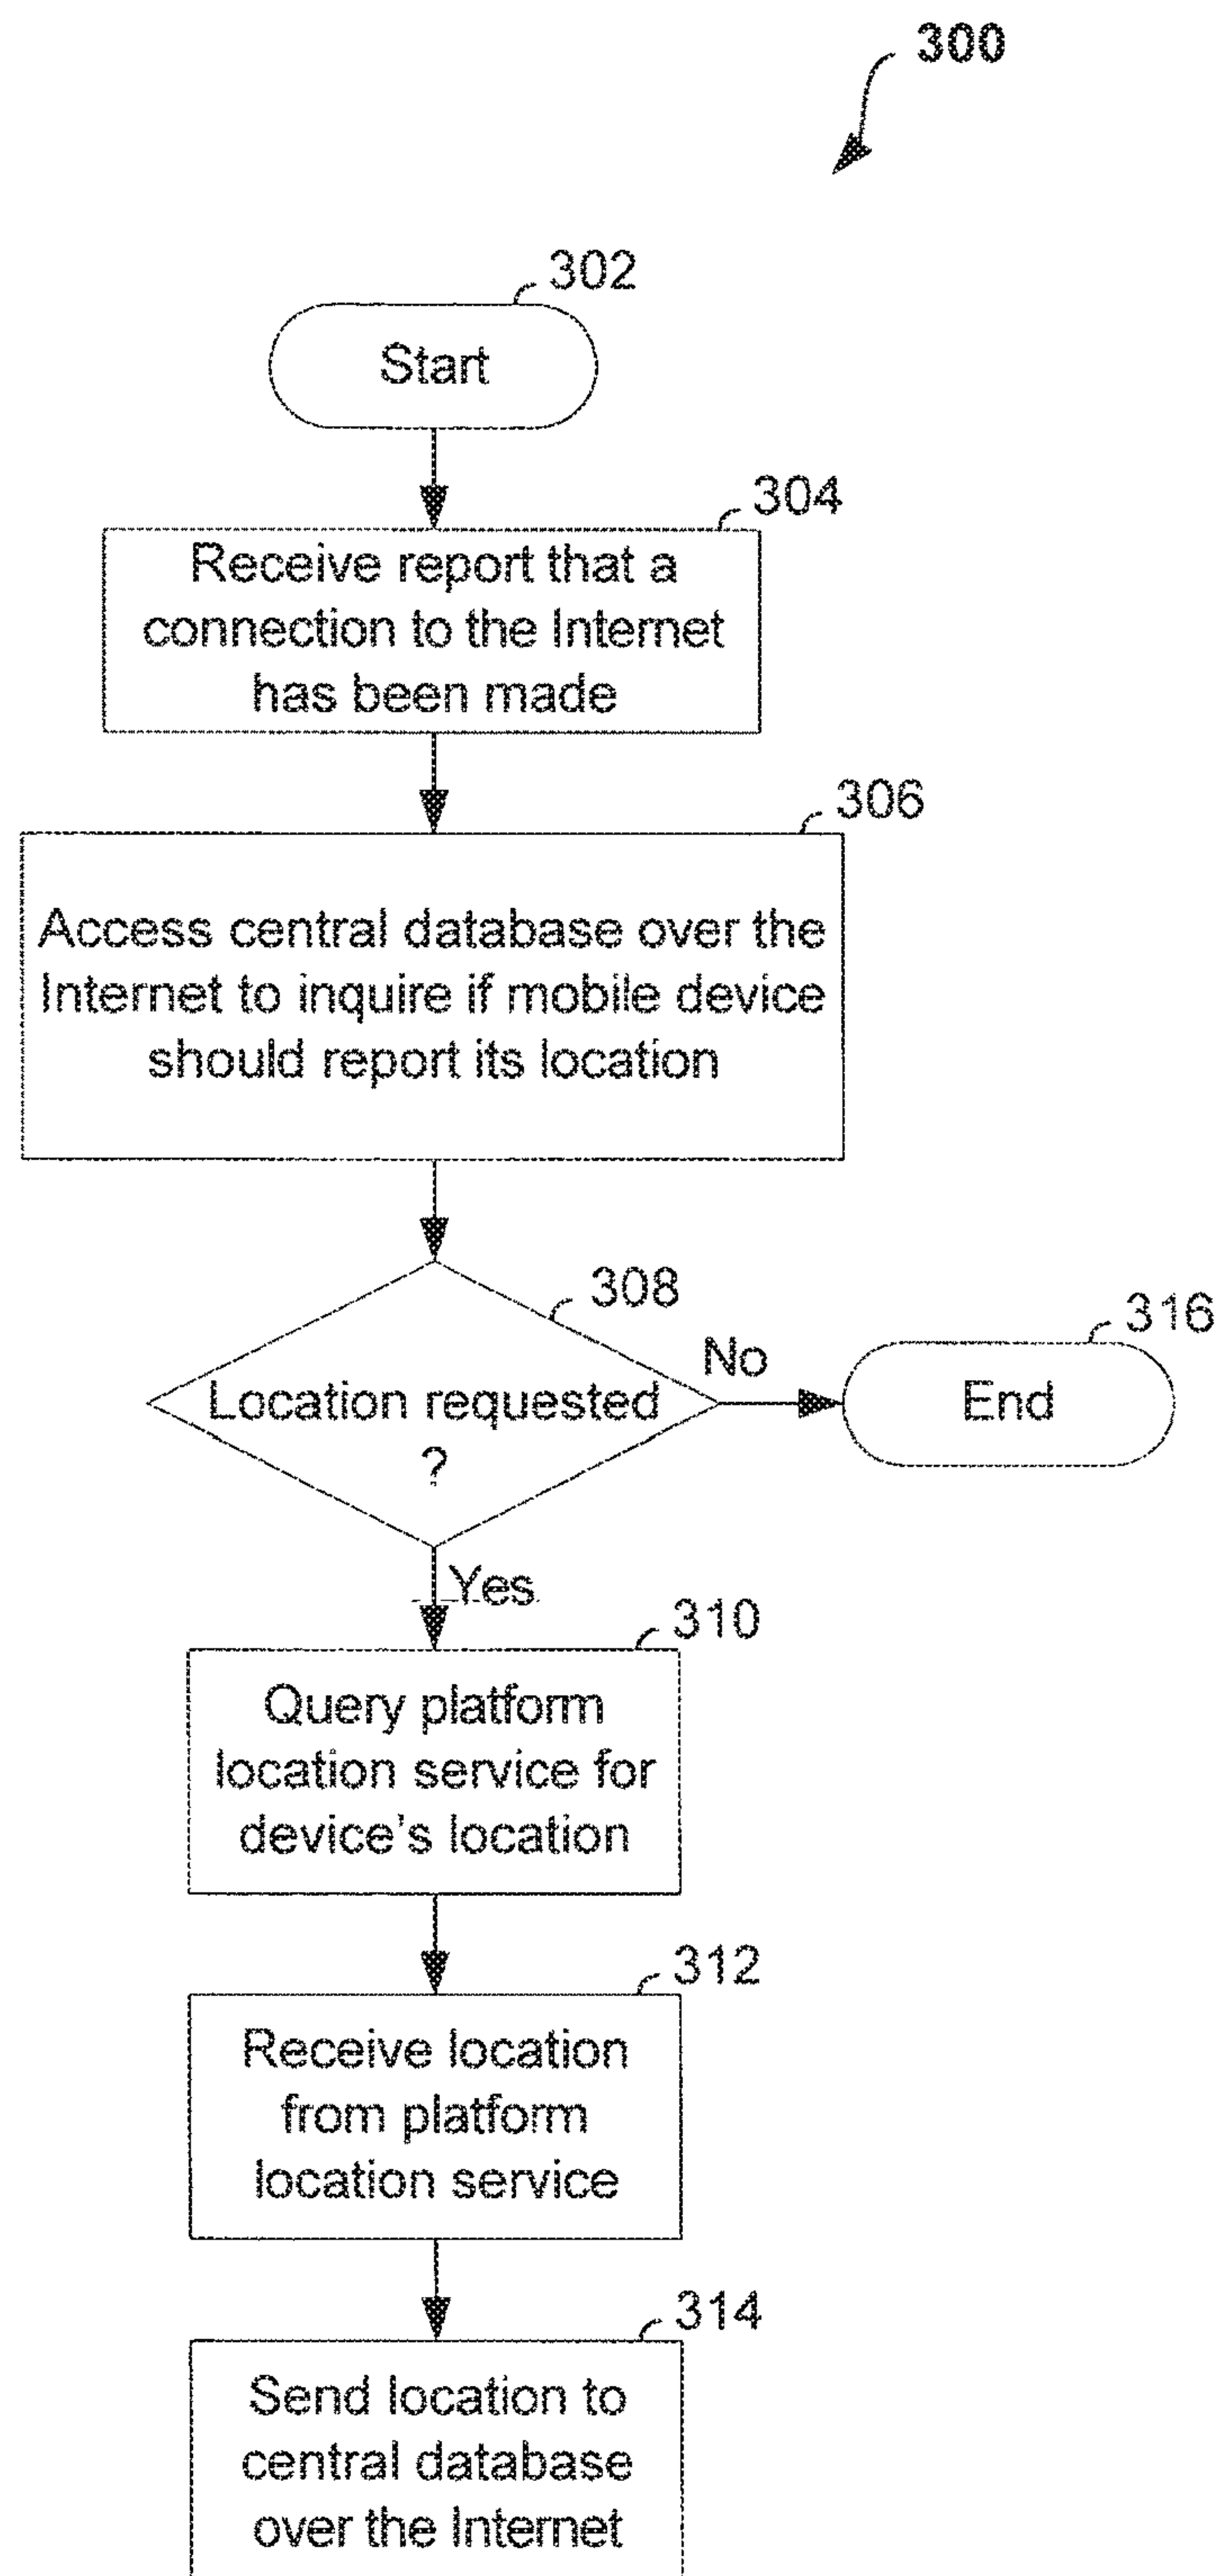 300
302
Start
304
Receive report that a
connection to the Internet
has been made
306
Access central database over the
Internet to inquire if mobile device
should report its location
308
Location requested
?
No
316
End
Yes
310
Query platform
location service for
device's location
312
Receive location
from platform
location service
314
Send location to
central database
over the Internet